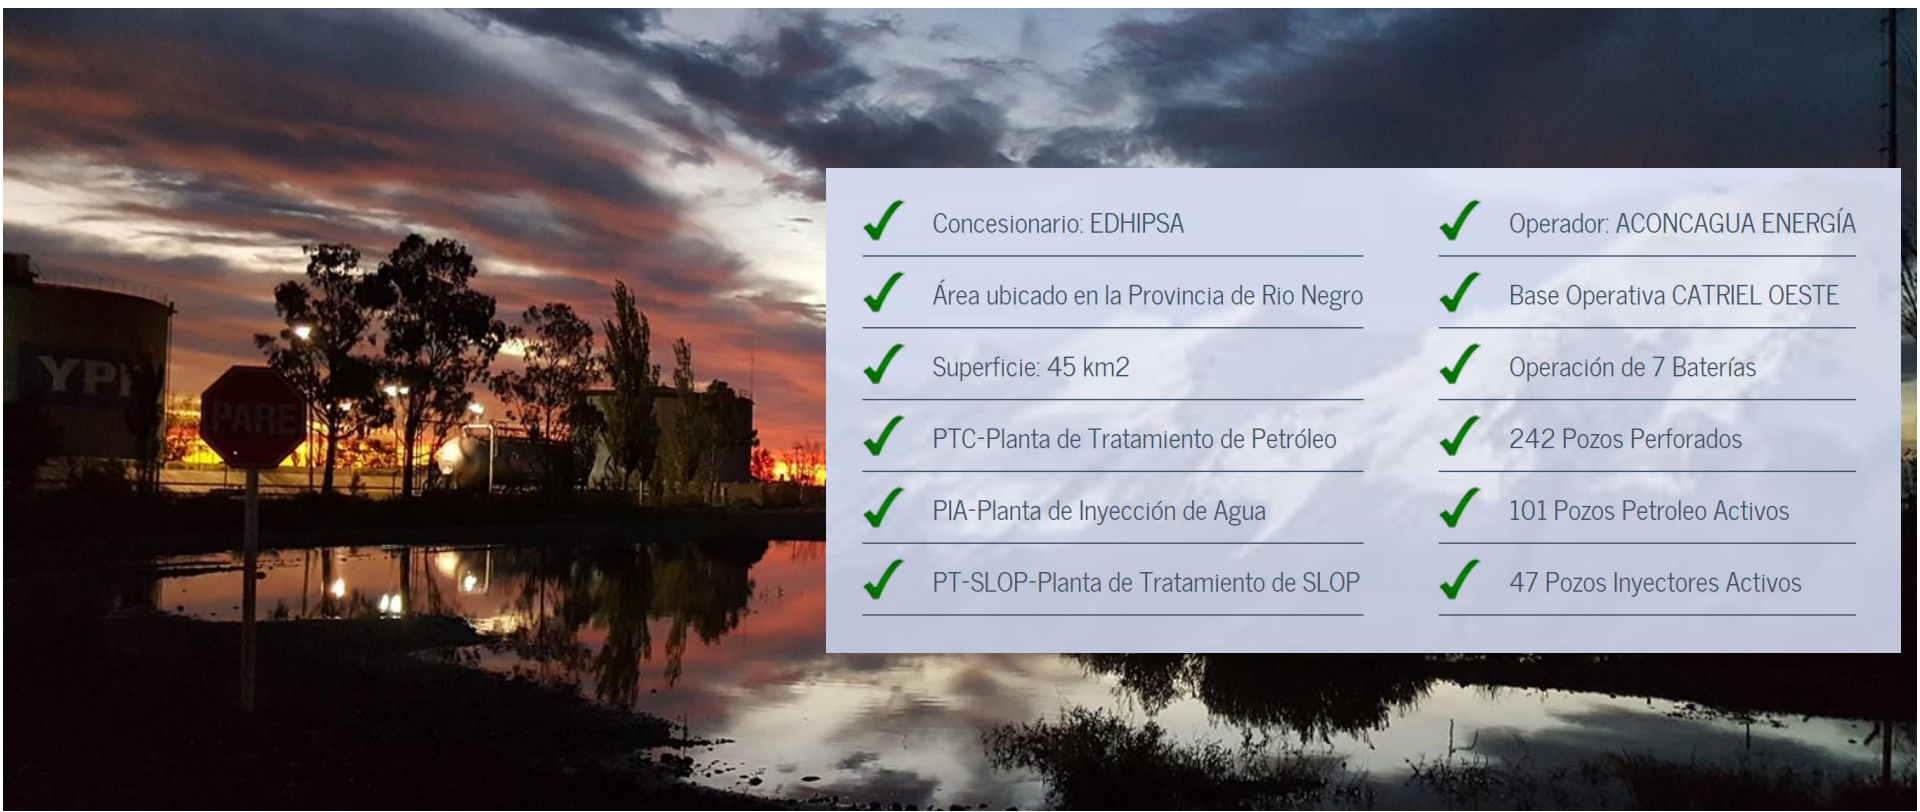 YPF
PARE
Concesionario: EDHIPSA
Área ubicado en la Provincia de Rio Negro
Superficie: 45 km2
PTC-Planta de Tratamiento de Petróleo
PIA-Planta de Inyección de Agua
PT-SLOP-Planta de Tratamiento de SLOP
Operador: ACONCAGUA ENERGÍA
Base Operativa CATRIEL OESTE
Operación de 7 Baterías
242 Pozos Perforados
101 Pozos Petroleo Activos
47 Pozos Inyectores Activos